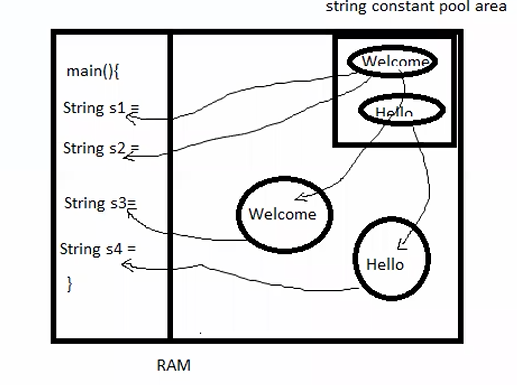 string constant pool area
main(){
Welcome
String s1 =
Hello
String s2 =
String s3=
Welcome
String s4 =
Hello
}
RAM